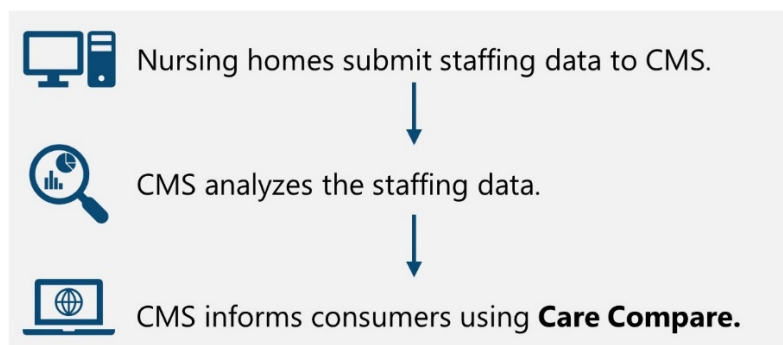 Nursing homes submit staffing data to CMS.
CMS analyzes the staffing data.
CMS informs consumers using Care Compare.